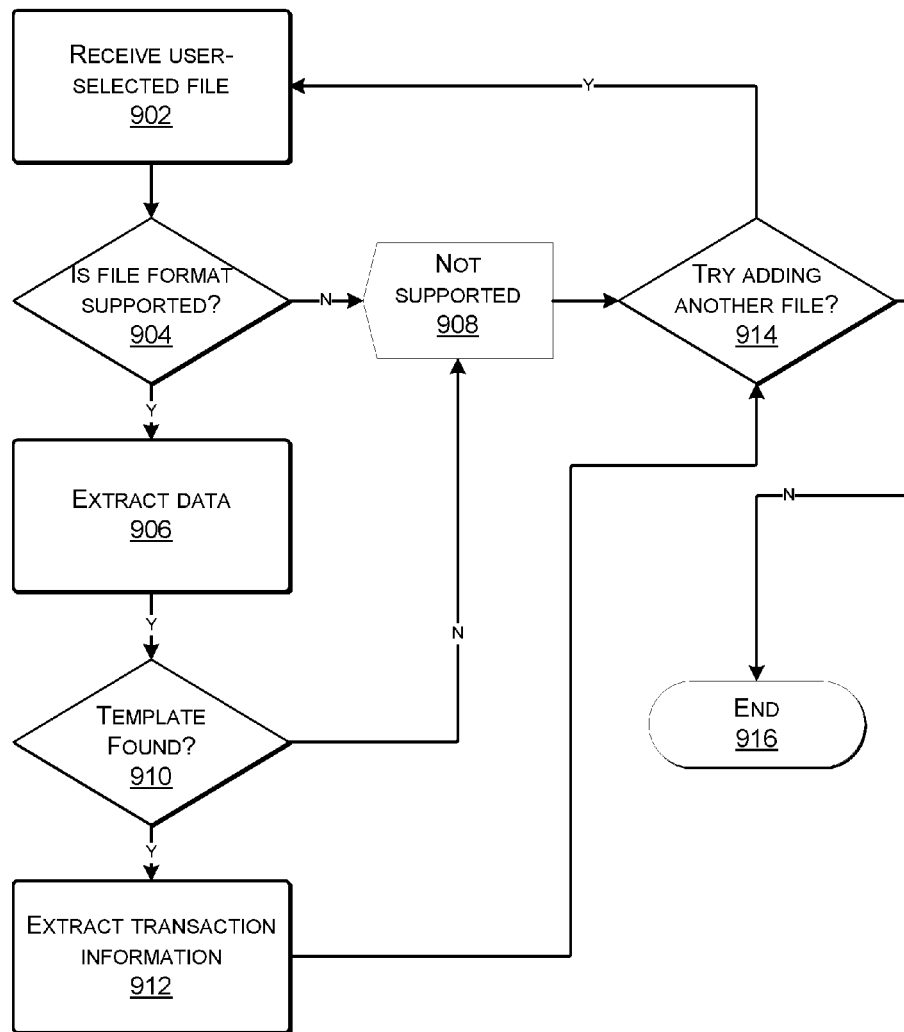 RECEIVE USER-
SELECTED FILE
902
Y
IS FILE FORMAT
SUPPORTED?
904
N
NOT
SUPPORTED
908
TRY ADDING
ANOTHER FILE?
914
Y
EXTRACT DATA
906
N
Y
N
TEMPLATE
FOUND?
910
END
916
Y
EXTRACT TRANSACTION
INFORMATION
912